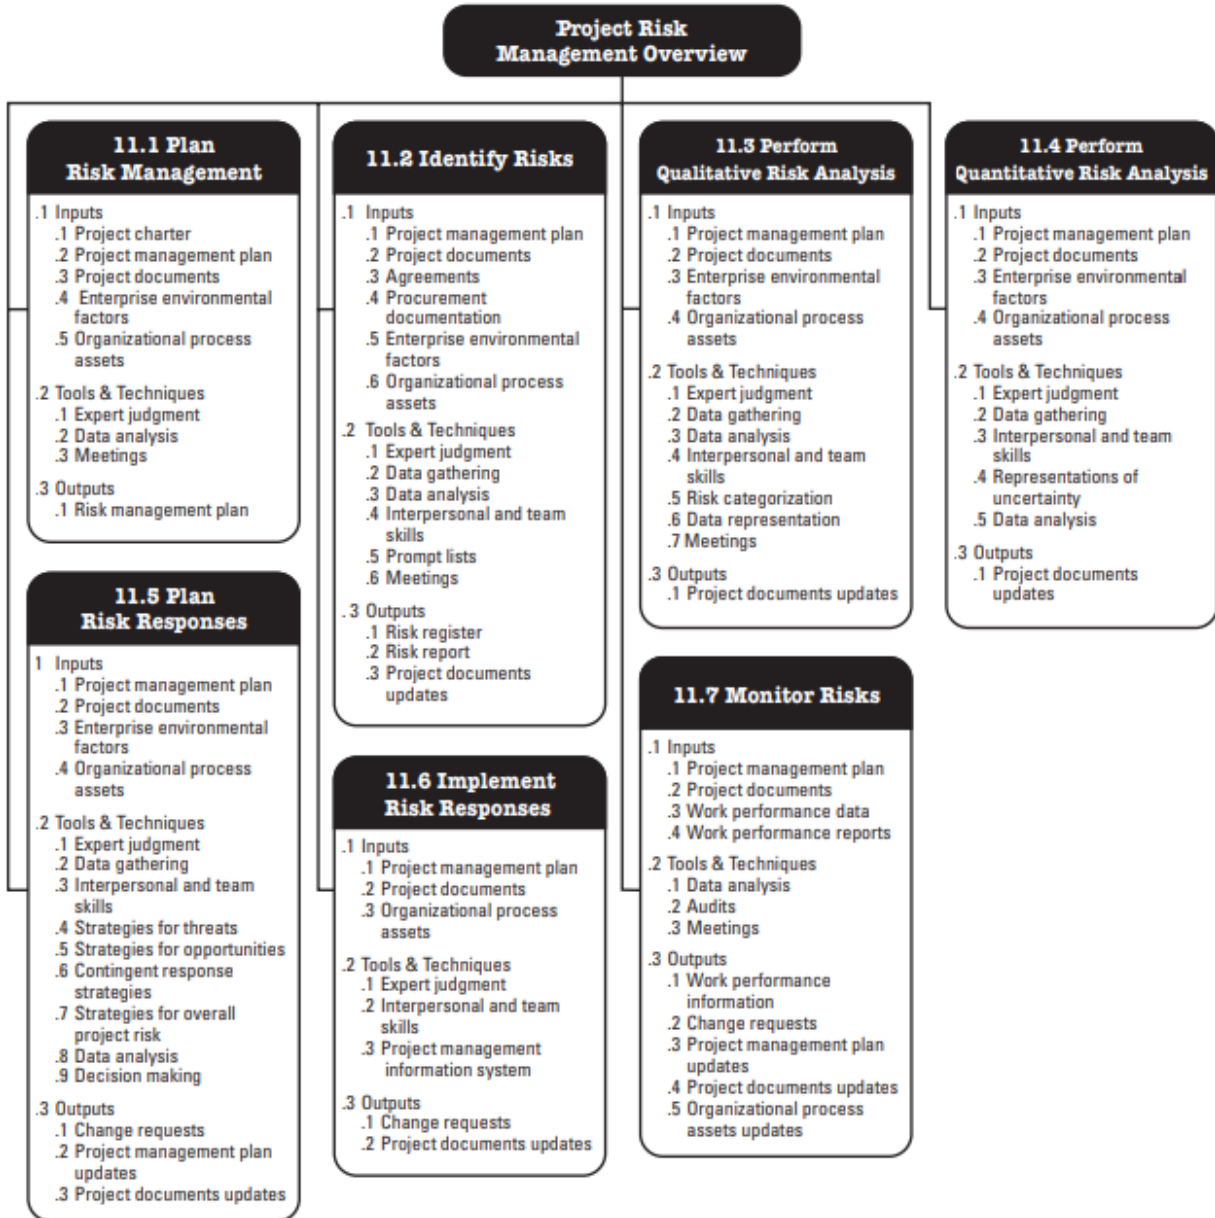 Project Risk
Management Overview
11.1 Plan
Risk Management
.1 Inputs
.1 Project charter
.2 Project management plan
.3 Project documents
.4 Enterprise environmental
factors
.5 Organizational process
assets
.2 Tools & Techniques
.1 Expert judgment
.2 Data analysis
.3 Meetings
.3 Outputs
.1 Risk management plan
11.2 Identify Risks
.1 Inputs
.1 Project management plan
.2 Project documents
.3 Agreements
.4 Procurement
documentation
.5 Enterprise environmental
factors
.6 Organizational process
assets
.2 Tools & Techniques
.1 Expert judgment
.2 Data gathering
.3 Data analysis
.4 Interpersonal and team
skills
.5 Prompt lists
.6 Meetings
.3 Outputs
.1 Risk register
.2 Risk report
.3 Project documents
updates
11.3 Perform
Qualitative Risk Analysis
.1 Inputs
.1 Project management plan
.2 Project documents
.3 Enterprise environmental
factors
.4 Organizational process
assets
.2 Tools & Techniques
.1 Expert judgment
.2 Data gathering
.3 Data analysis
.4 Interpersonal and team
skills
.5 Risk categorization
.6 Data representation
.7 Meetings
.3 Outputs
.1 Project documents updates
11.4 Perform
Quantitative Risk Analysis
.1 Inputs
.1 Project management plan
.2 Project documents
.3 Enterprise environmental
factors
.4 Organizational process
assets
.2 Tools & Techniques
.1 Expert judgment
.2 Data gathering
.3 Interpersonal and team
skills
.4 Representations of
uncertainty
.5 Data analysis
.3 Outputs
.1 Project documents
updates
11.5 Plan
Risk Responses
1 Inputs
.1 Project management plan
.2 Project documents
.3 Enterprise environmental
factors
.4 Organizational process
assets
.2 Tools & Techniques
.1 Expert judgment
.2 Data gathering
.3 Interpersonal and team
skills
.4 Strategies for threats
.5 Strategies for opportunities
.6 Contingent response
strategies
.7 Strategies for overall
project risk
.8 Data analysis
.9 Decision making
.3 Outputs
.1 Change requests
.2 Project management plan
updates
.3 Project documents updates
11.6 Implement
Risk Responses
.1 Inputs
.1 Project management plan
.2 Project documents
.3 Organizational process
assets
.2 Tools & Techniques
.1 Expert judgment
.2 Interpersonal and team
skills
.3 Project management
information system
.3 Outputs
.1 Change requests
.2 Project documents updates
11.7 Monitor Risks
.1 Inputs
.1 Project management plan
.2 Project documents
.3 Work performance data
.4 Work performance reports
.2 Tools & Techniques
.1 Data analysis
.2 Audits
.3 Meetings
.3 Outputs
.1 Work performance
information
.2 Change requests
.3 Project management plan
updates
.4 Project documents updates
.5 Organizational process
assets updates